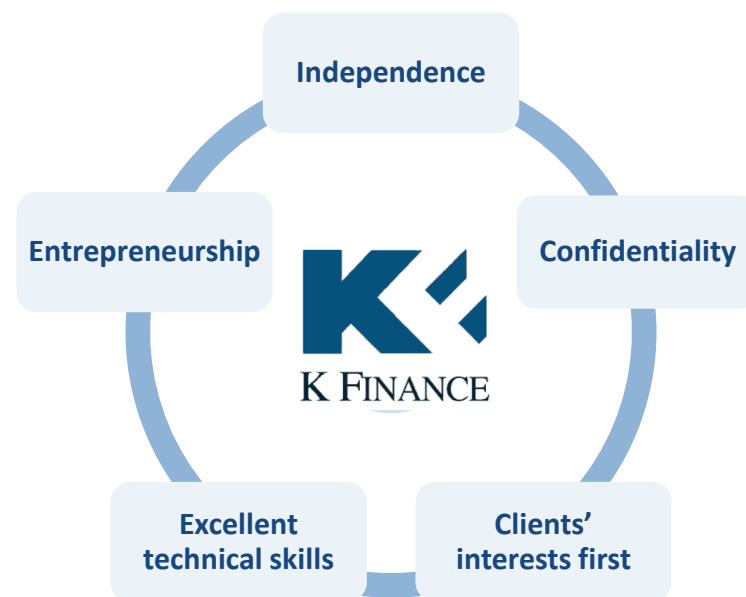 Independence
Entrepreneurship
Confidentiality
K FINANCE
Excellent
technical skills
Clients’
interests first